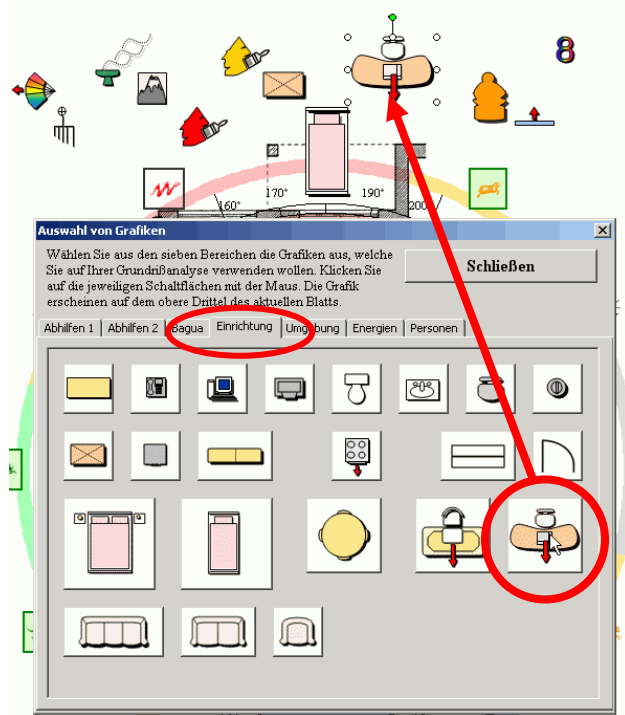 8
170°
190°
160°
200
Auswahl von Grafiken
Wählen Sie aus den sieben Bereichen die Grafiken aus, welche
Sie auf Ihrer Grundrißanalyse verwenden wollen. Klicken Sie
auf die jeweiligen Schaltflächen mit der Maus. Die Grafik
erscheinen auf dem obere Drittel des aktuellen Blatts.
Schließen
Abhilfen 1 Abhilfen 2 Bagua Einrichtung Umgebung Energien Personen